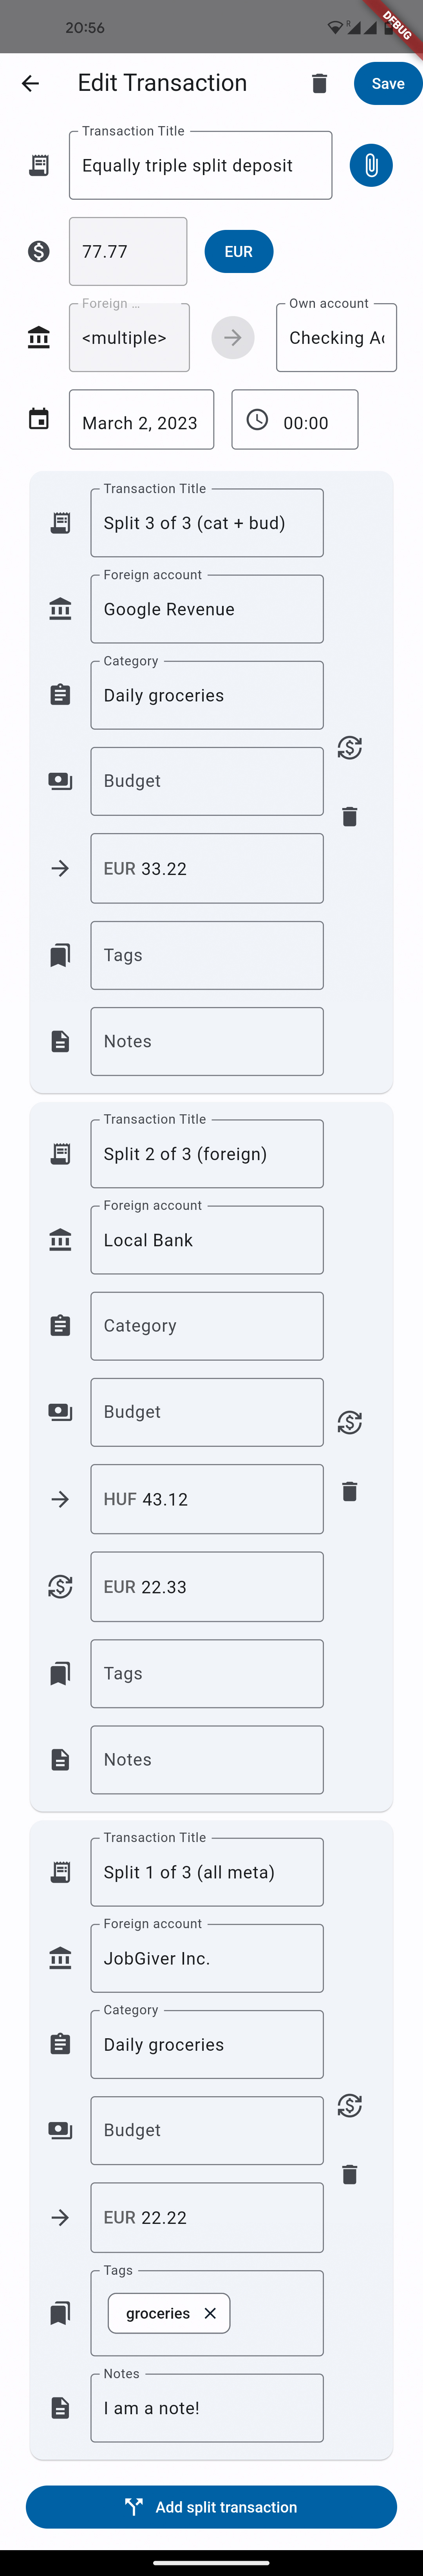 20:56
R
DEBUG
Edit Transaction
Save
Transaction Title
Equally triple split deposit
77.77
EUR
Foreign ...
<multiple>
Own account
Checking Ac
March 2, 2023
00:00
Transaction Title
Split 3 of 3 (cat + bud)
Foreign account
Google Revenue
Category
Daily groceries
Budget
EUR 33.22
Tags
Notes
Transaction Title
Split 2 of 3 (foreign)
Foreign account
Local Bank
Category
Budget
HUF 43.12
EUR 22.33
Tags
Notes
Transaction Title
Split 1 of 3 (all meta)
Foreign account
JobGiver Inc.
Category
Daily groceries
Budget
EUR 22.22
Tags
groceries
Notes
I am a note!
Add split transaction